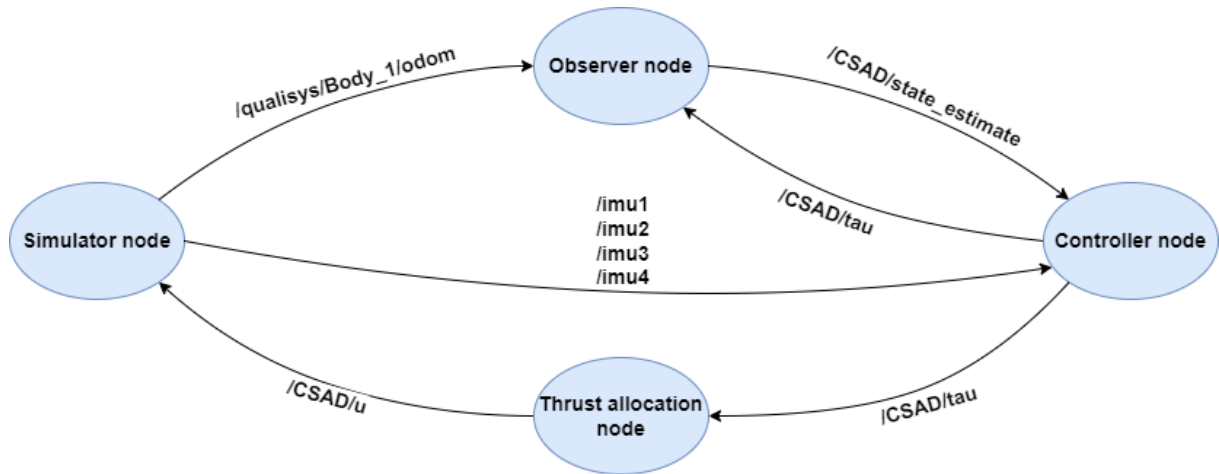 /qualisys/Body_1/odom
Observer node
/CSAD/state_estimate
/CSAD/tau
/imu1
/imu2
/imu3
/imu4
Simulator node
Controller node
/CSAD/u
Thrust allocation
node
/CSAD/tau